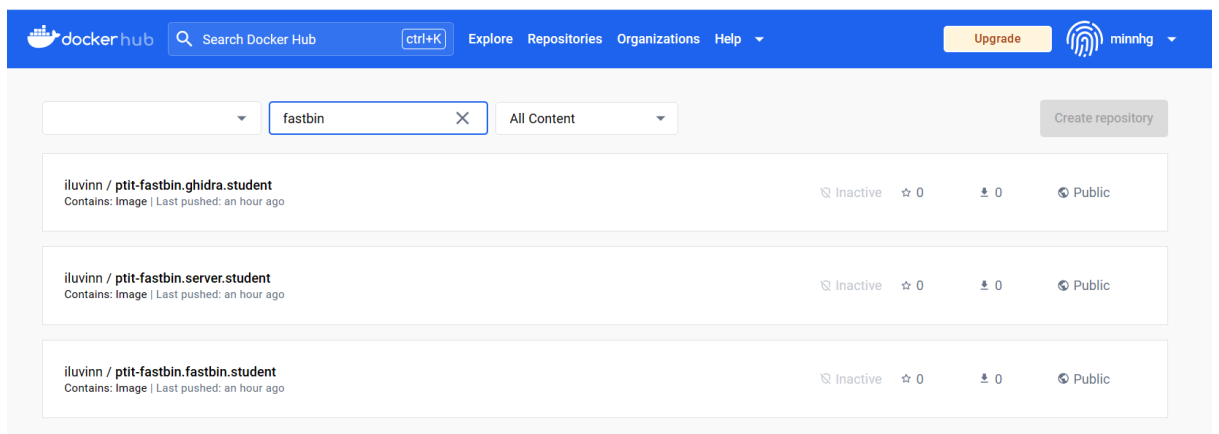 dockerhub Search Docker Hub ctrl+K Explore Repositories Organizations Help Upgrade minnhg
fastbin All Content Create repository
iluvinn / ptit-fastbin.ghidra.student
Contains: Image | Last pushed: an hour ago
Inactive 0 0 Public
iluvinn / ptit-fastbin.server.student
Contains: Image | Last pushed: an hour ago
Inactive 0 0 Public
iluvinn / ptit-fastbin.fastbin.student
Contains: Image | Last pushed: an hour ago
Inactive 0 0 Public